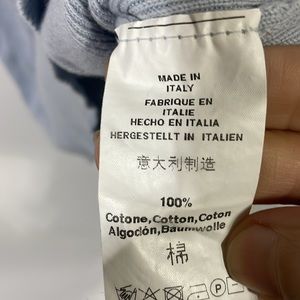 MADE IN
ITALY
FABRIQUE EN
ITALIE
HECHO EN ITALIA
HERGESTELLT IN ITALIEN
意大利制造
100%
Cotone,Cotton,Coton
Algodón,Baumwolle
棉